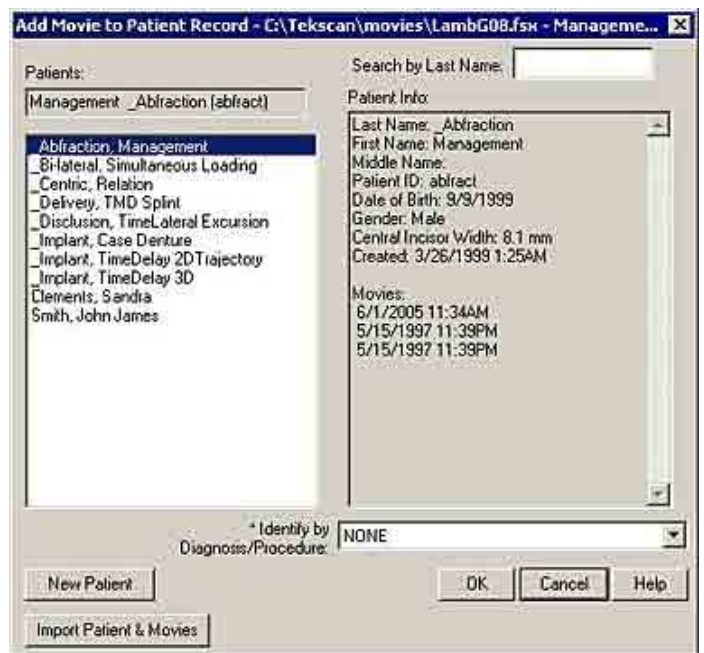 Add Movie to Patient Record - C:\Tekscan\movies\LambG08.fsx - Manageme...
Patients:
Management _Abfraction (abfract)
_Abfraction, Management
_Bi-lateral, Simultaneous Loading
_Centric, Relation
_Delivery, TMD Splint
_Disclusion, TimeLateral Excursion
_Implant, Case Denture
_Implant, TimeDelay 2DTrajectory
_Implant, TimeDelay 3D
Clements, Sandra
Smith, John James
Search by Last Name:
Patient Info:
Last Name: _Abfraction
First Name: Management
Middle Name:
Patient ID: abfract
Date of Birth: 9/9/1999
Gender: Male
Central Incisor Width: 8.1 mm
Created: 3/26/1999 1:25AM
Movies:
6/1/2005 11:34AM
5/15/1997 11:39PM
5/15/1997 11:39PM
* Identify by
Diagnosis/Procedure:
NONE
New Patient
OK
Cancel
Help
Import Patient & Movies